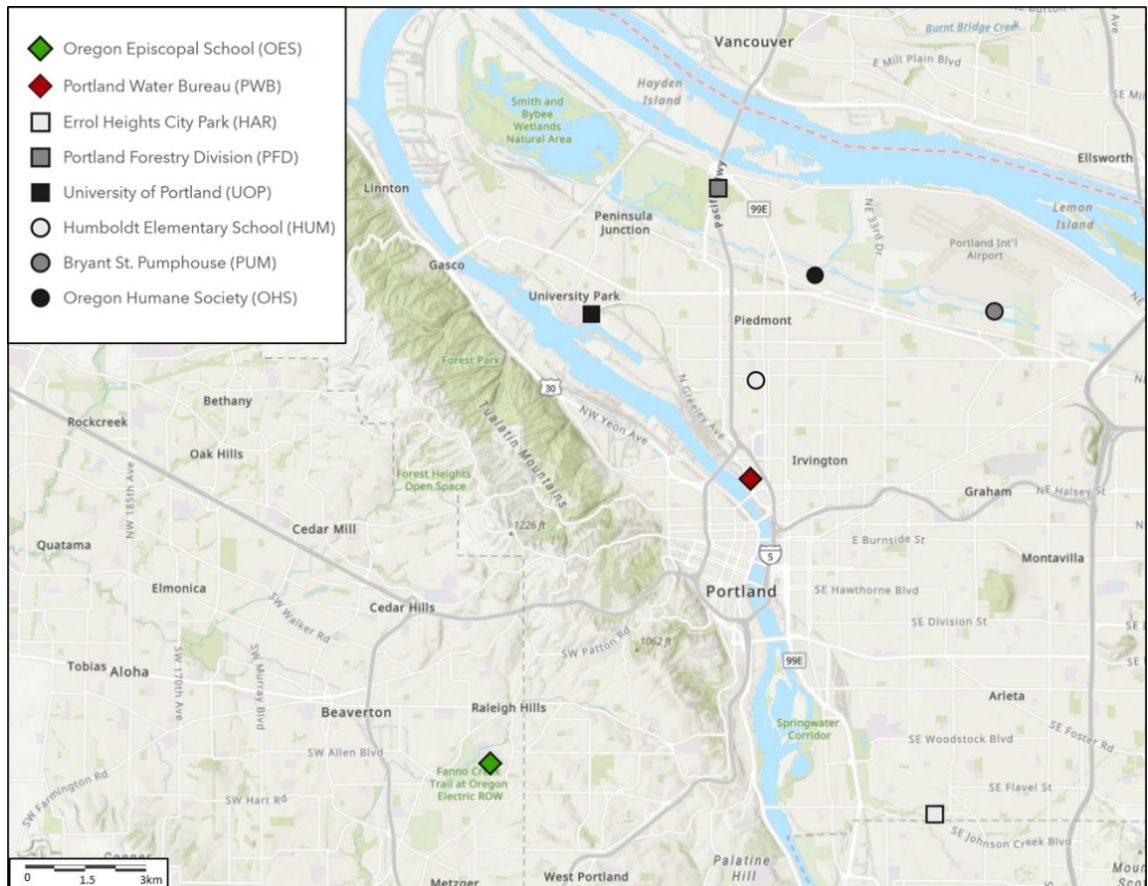 Oregon Episcopal School (OES)
Portland Water Bureau (PWB)
Errol Heights City Park (HAR)
Portland Forestry Division (PFD)
University of Portland (UOP)
Humboldt Elementary School (HUM)
Bryant St. Pumphouse (PUM)
Oregon Humane Society (OHS)
Burnt Bridge Creek
Vancouver
E Mill Plain Blvd
Hayden
Island
SE Mil
Smith and
Bybee
Wetlands
Natural Area
Ellsworth
Linnton
99E
Lemon
Island
Peninsula
Junction
NE 33rd Dr
Portland Int'l
Airport
Gasco
University Park
Piedmont
NE
Forest Park
30
N Greeley Ave
NW Yeon Ave
Bethany
Rockcreek
Tualatin Mountains
Oak Hills
Irvington
NW 185th Ave
Forest Heights
Open Space
Graham
NE Halsey St
1226 ft
Cedar Mill
Quatama
E Burnside St
Montavilla
5
Elmonica
Portland
SE Hawthorne Blvd
Cedar Hills
SW Walker Rd
SE Division St
SW Patton Rd
1062 ft
99E
Tobias
Aloha
SW 170th Ave
SW Murray Blvd
Arleta
Raleigh Hills
Beaverton
Springwater
Corridor
SE Foster Rd
SE Woodstock Blvd
SW Allen Blvd
Fanno Creek
Trail at Oregon
Electric ROW
SW Farmington Rd
SW Hart Rd
SE Flavel St
SE Johnson Creek Blvd
Palatine
Hill
Metzger
West Portland
0 1.5 3km